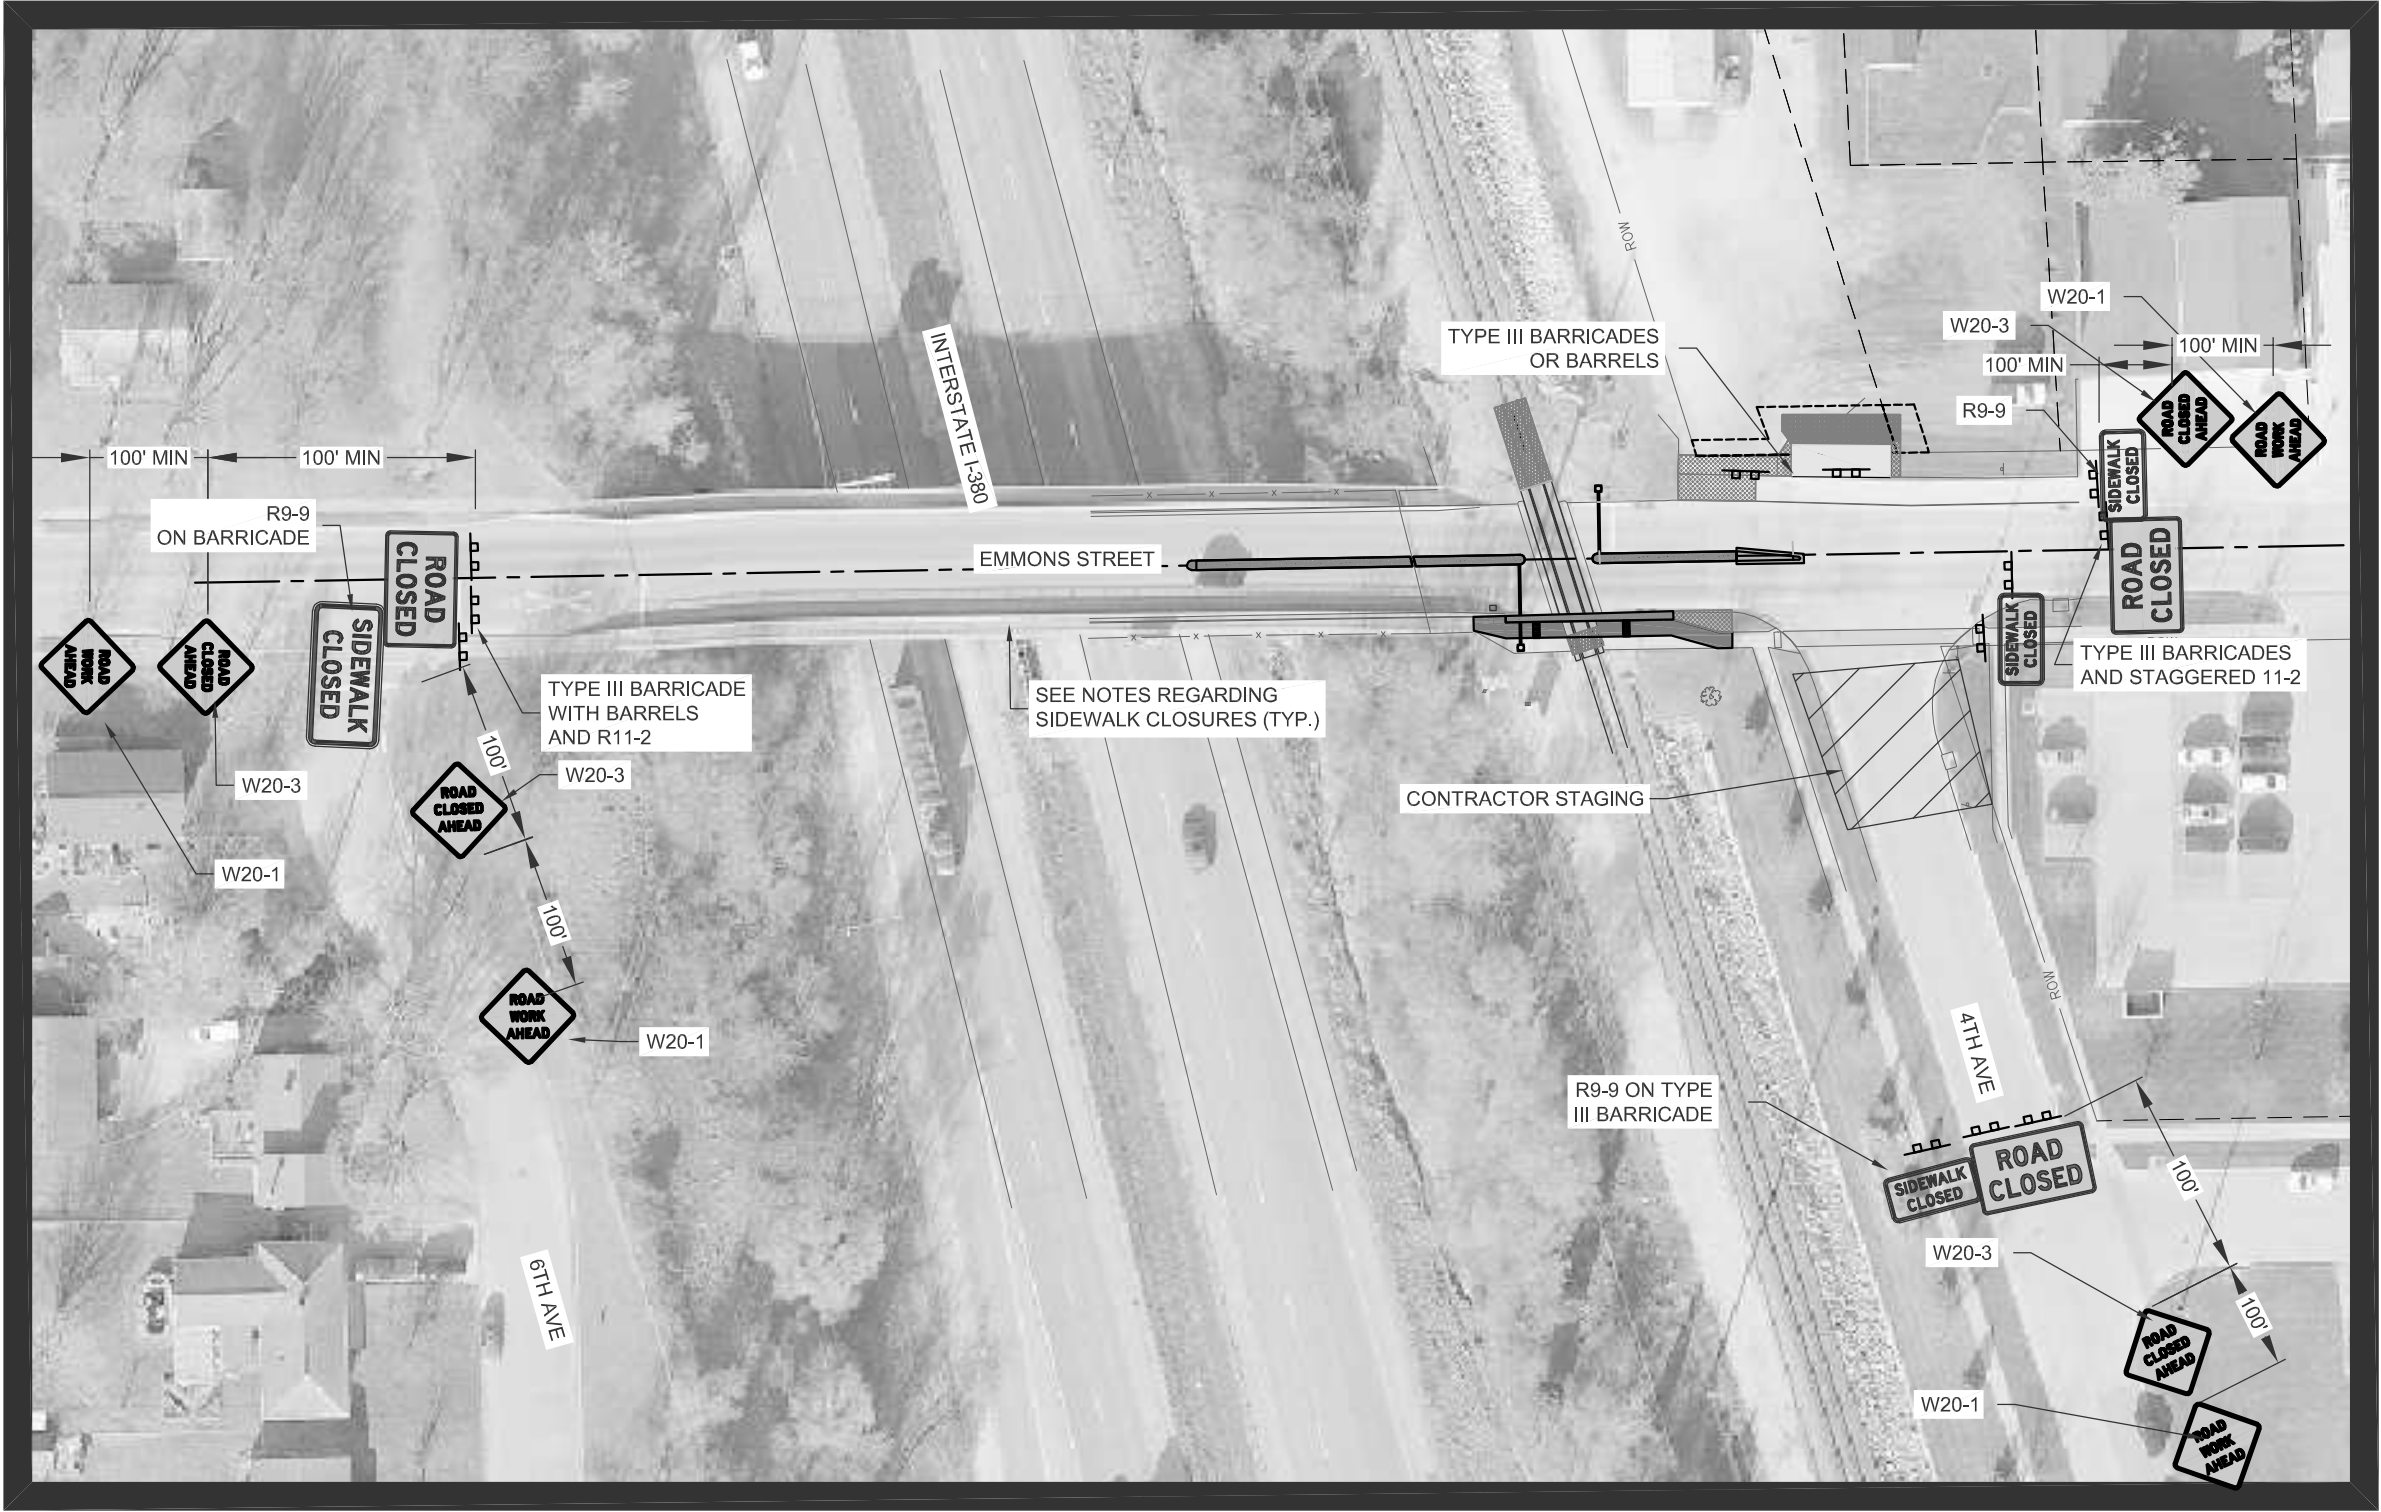 INTERSTATE I-380
ROW
TYPE III BARRICADES
OR BARRELS
W20-1
W20-3
100' MIN
100' MIN
R9-9
ROAD
CLOSED
AHEAD
ROAD
WORK
AHEAD
SIDEWALK
CLOSED
ROAD
CLOSED
100' MIN
100' MIN
R9-9
ON BARRICADE
ROAD
CLOSED
SIDEWALK
CLOSED
ROAD
WORK
AHEAD
ROAD
CLOSED
AHEAD
EMMONS STREET
X X X X
X X X X X
SIDEWALK
CLOSED
TYPE III BARRICADES
AND STAGGERED 11-2
TYPE III BARRICADE
WITH BARRELS
AND R11-2
SEE NOTES REGARDING
SIDEWALK CLOSURES (TYP.)
100'
W20-3
W20-3
ROAD
CLOSED
AHEAD
CONTRACTOR STAGING
W20-1
100'
ROAD
WORK
AHEAD
W20-1
ROW
4TH AVE
R9-9 ON TYPE
III BARRICADE
SIDEWALK
CLOSED
ROAD
CLOSED
100'
W20-3
6TH AVE
100'
ROAD
CLOSED
AHEAD
W20-1
ROAD
WORK
AHEAD